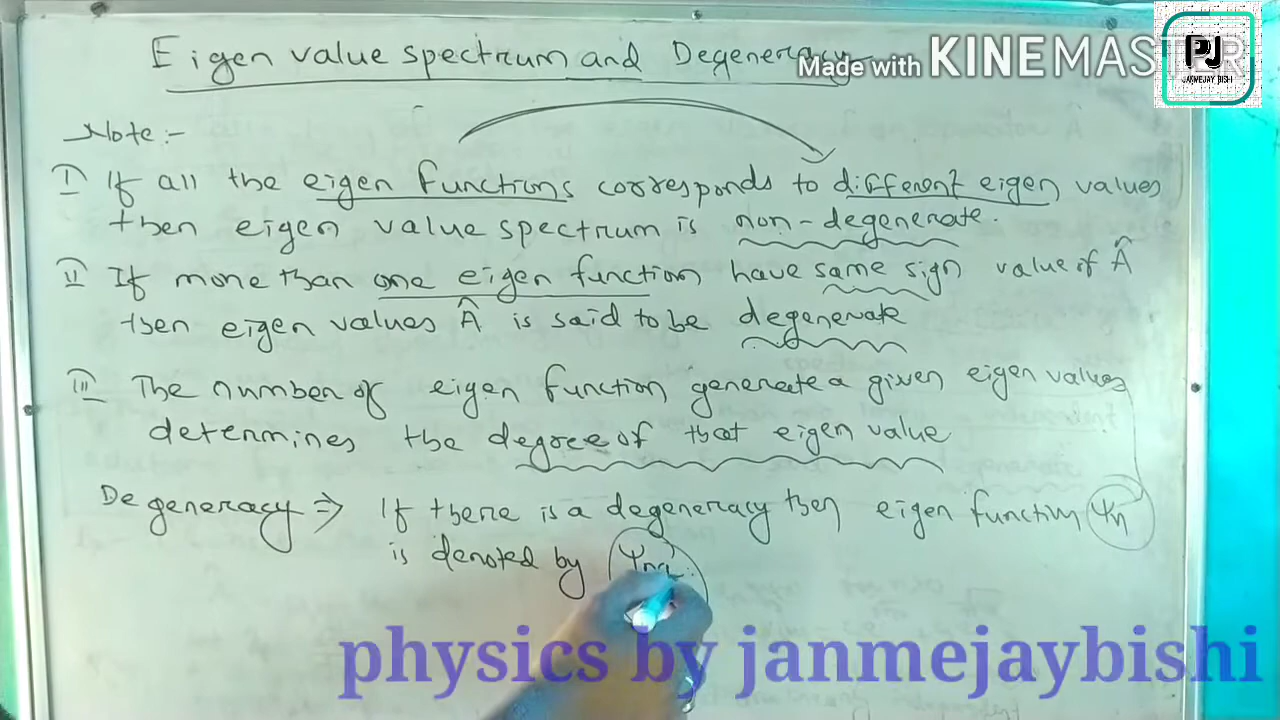 Eigen value spectrum and Degeneracy
Made with KINEMASTER
PJ
JANMEJAY BISHI
Note:-
I) If all the eigen functions corresponds to different eigen values
then eigen value spectrum is non-degenerate.
II) If more than one eigen function have same sign value of Â
then eigen values Â is said to be degenerate
III) The number of eigen function generate a given eigen values
determines the degree of that eigen value
Degeneracy ⇒ If there is a degeneracy then eigen function ψn
is denoted by
physics by janmejaybishi